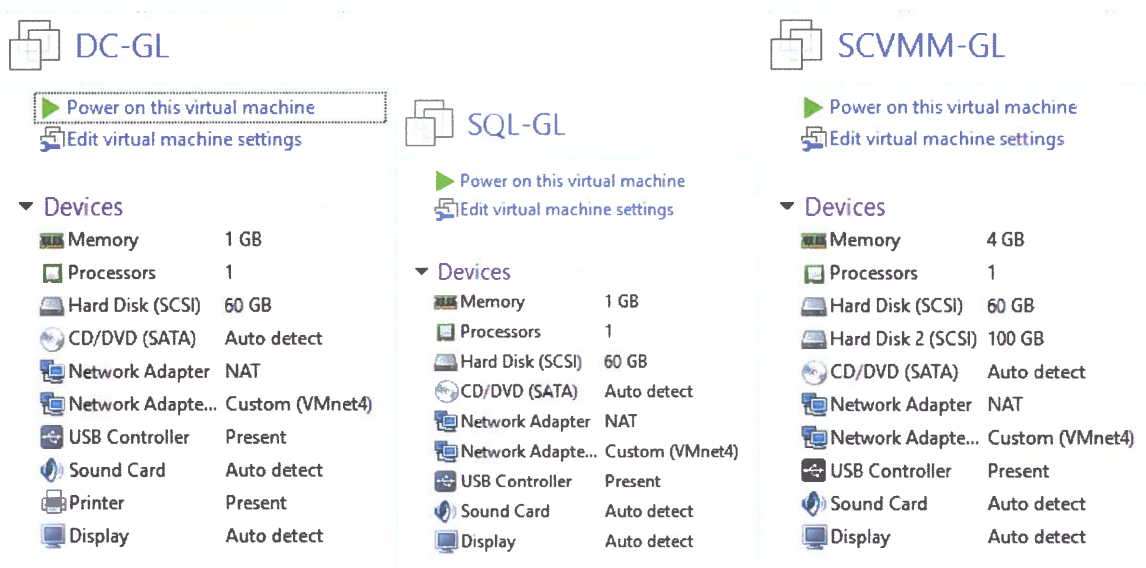 DC-GL
Power on this virtual machine
Edit virtual machine settings
Devices
Memory 1 GB
Processors 1
Hard Disk (SCSI) 60 GB
CD/DVD (SATA) Auto detect
Network Adapter NAT
Network Adapte... Custom (VMnet4)
USB Controller Present
Sound Card Auto detect
Printer Present
Display Auto detect
SQL-GL
Power on this virtual machine
Edit virtual machine settings
Devices
Memory 1 GB
Processors 1
Hard Disk (SCSI) 60 GB
CD/DVD (SATA) Auto detect
Network Adapter NAT
Network Adapte... Custom (VMnet4)
USB Controller Present
Sound Card Auto detect
Display Auto detect
SCVMM-GL
Power on this virtual machine
Edit virtual machine settings
Devices
Memory 4 GB
Processors 1
Hard Disk (SCSI) 60 GB
Hard Disk 2 (SCSI) 100 GB
CD/DVD (SATA) Auto detect
Network Adapter NAT
Network Adapte... Custom (VMnet4)
USB Controller Present
Sound Card Auto detect
Display Auto detect